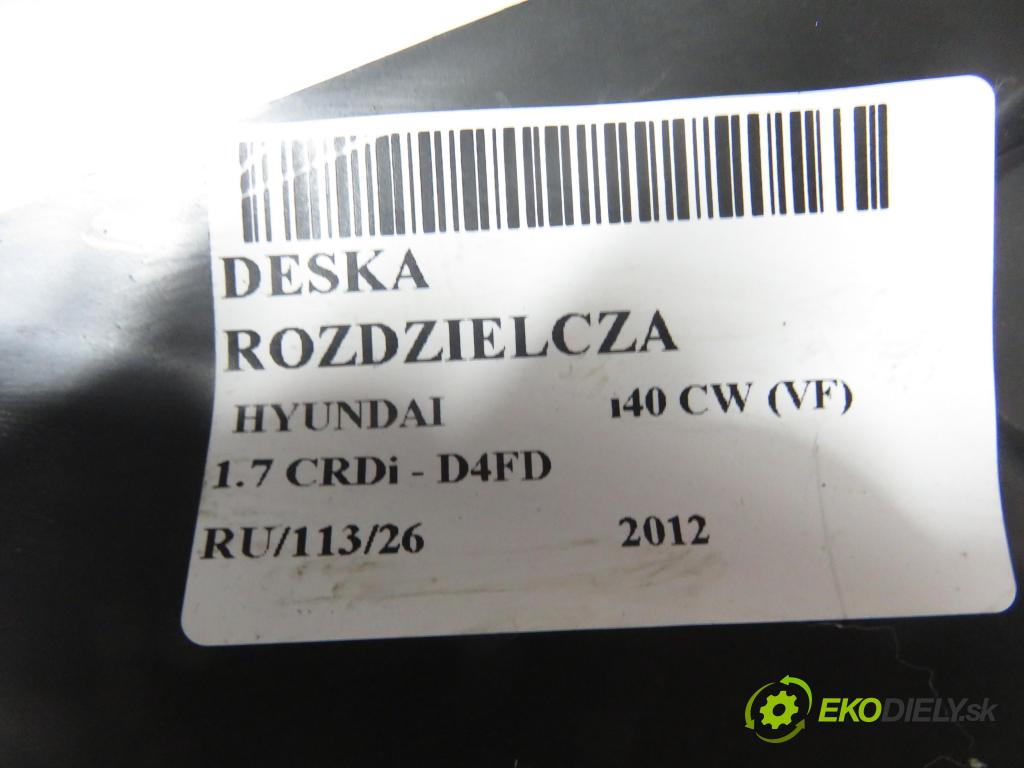 DESKA
ROZDZIELCZA
HYUNDAI i40 CW (VF)
1.7 CRDi - D4FD
RU/113/26 2012
EKODIELY.sk